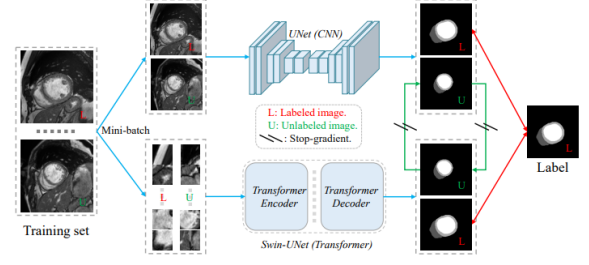 UNet (CNN)
L
U
L
U
L: Labeled image.
U: Unlabeled image.
: Stop-gradient.
L
U
Mini-batch
L
Label
L
U
Transformer
Encoder
Transformer
Decoder
U
L
Training set
Swin-UNet (Transformer)